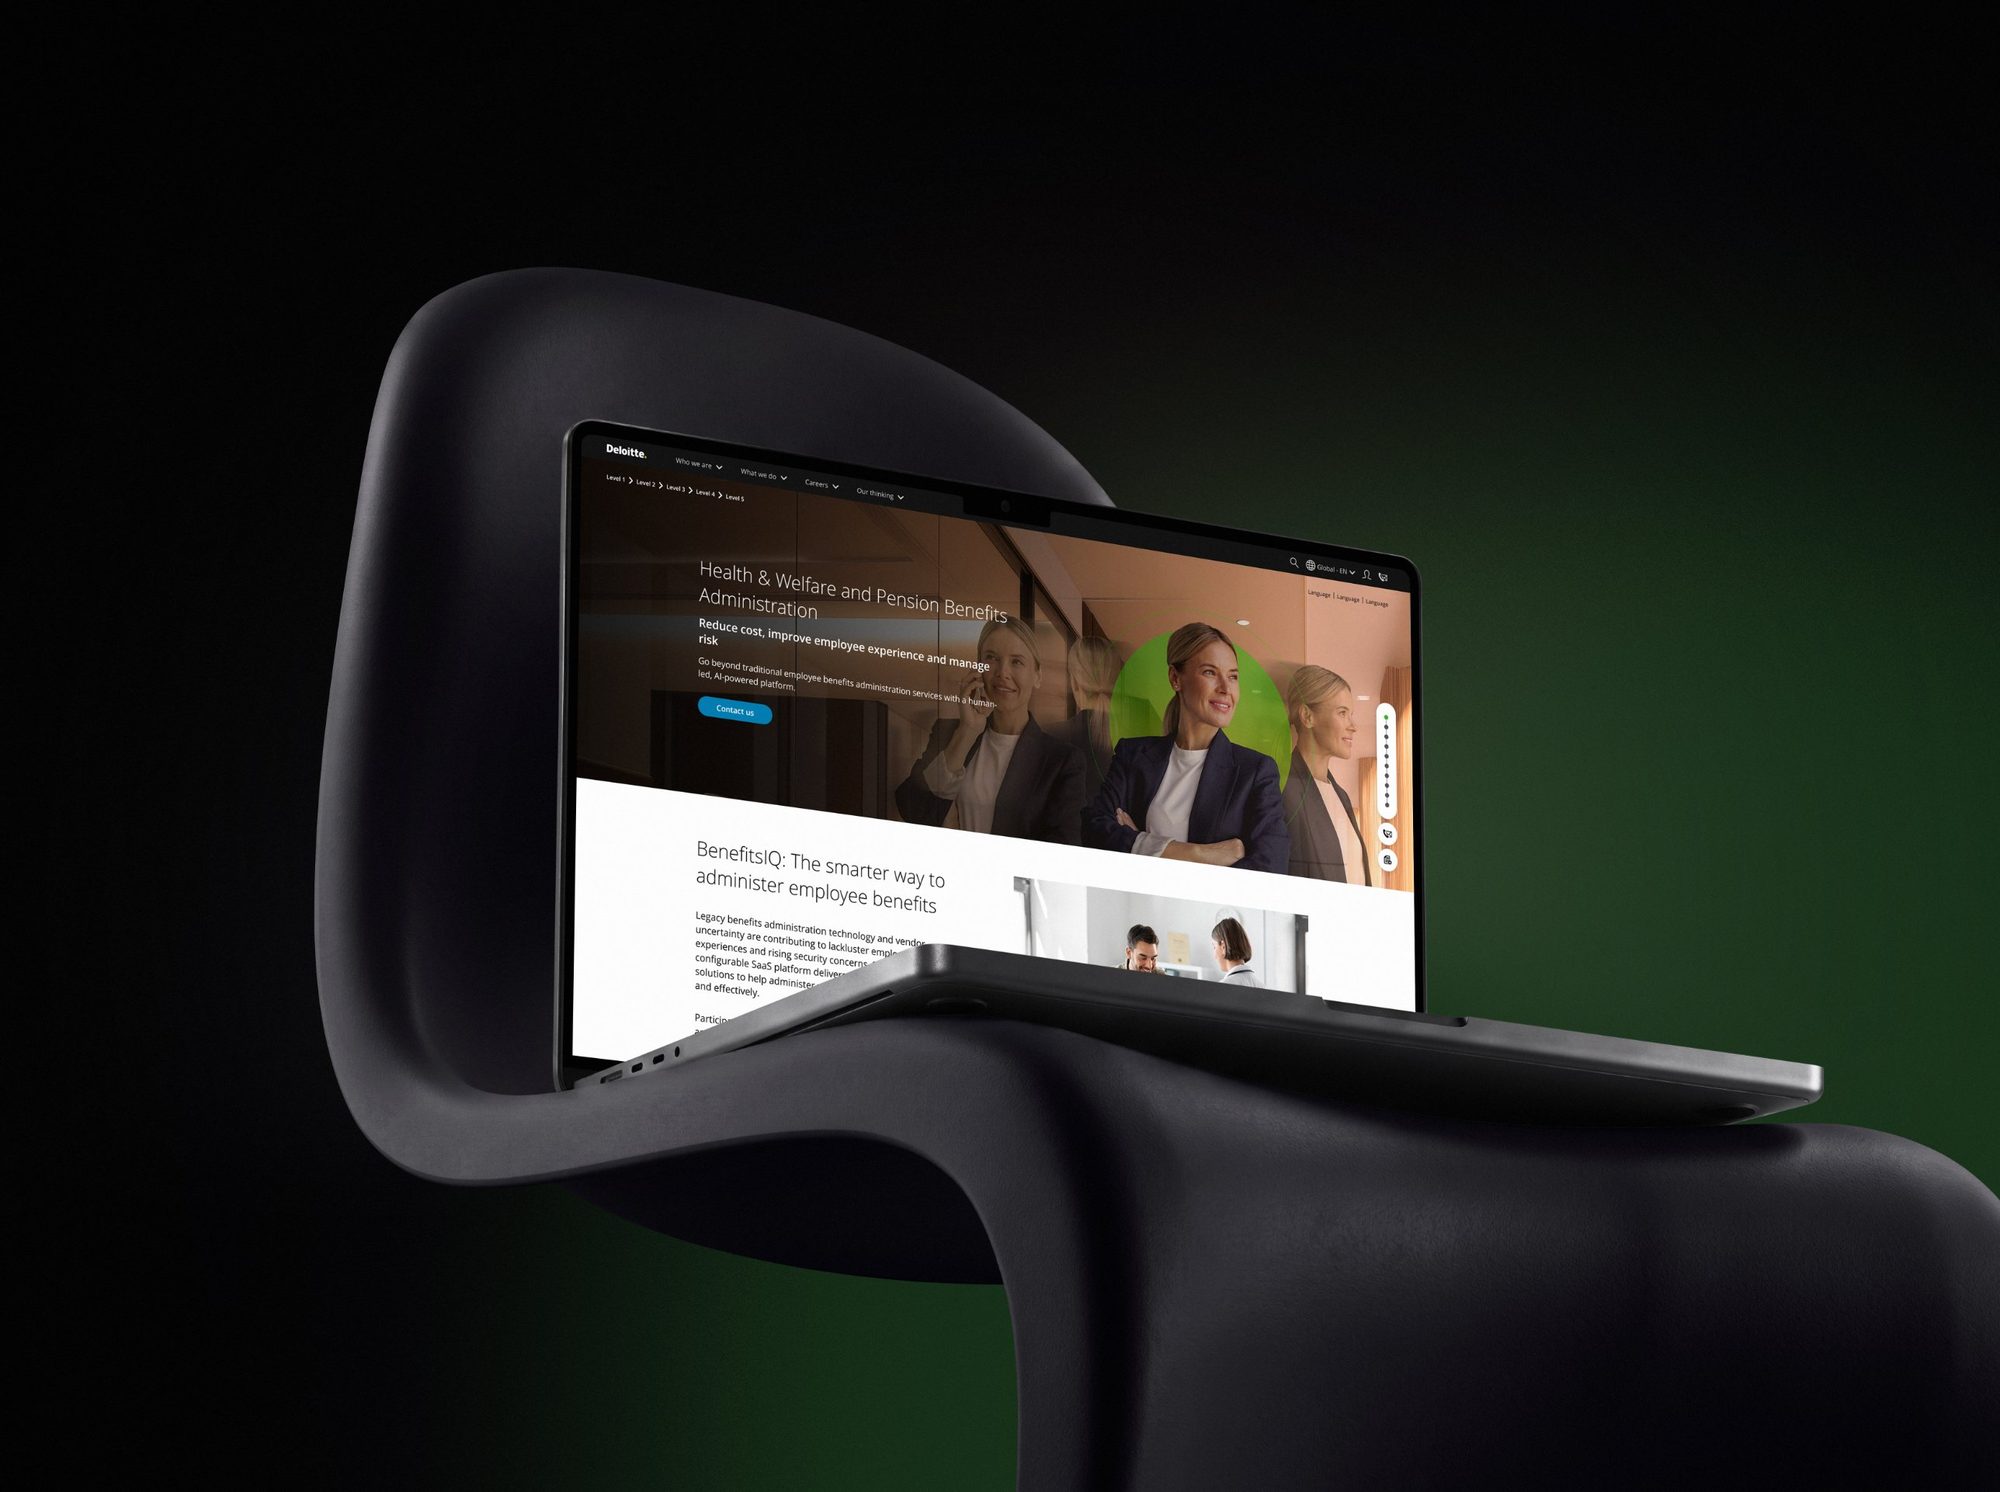 Deloitte.
Who we are
What we do
Careers
Our thinking
Global - EN
Level 1 > Level 2 > Level 3 > Level 4 > Level 5
Language | Language | Language
Health & Welfare and Pension Benefits
Administration
Reduce cost, improve employee experience and manage
risk
Go beyond traditional employee benefits administration services with a human-
led, AI-powered platform.
Contact us
BenefitsIQ: The smarter way to
administer employee benefits
Legacy benefits administration technology and vendor
uncertainty are contributing to lackluster
experiences and rising security concerns.
configurable SaaS platform
solutions to help administer
and effectively.